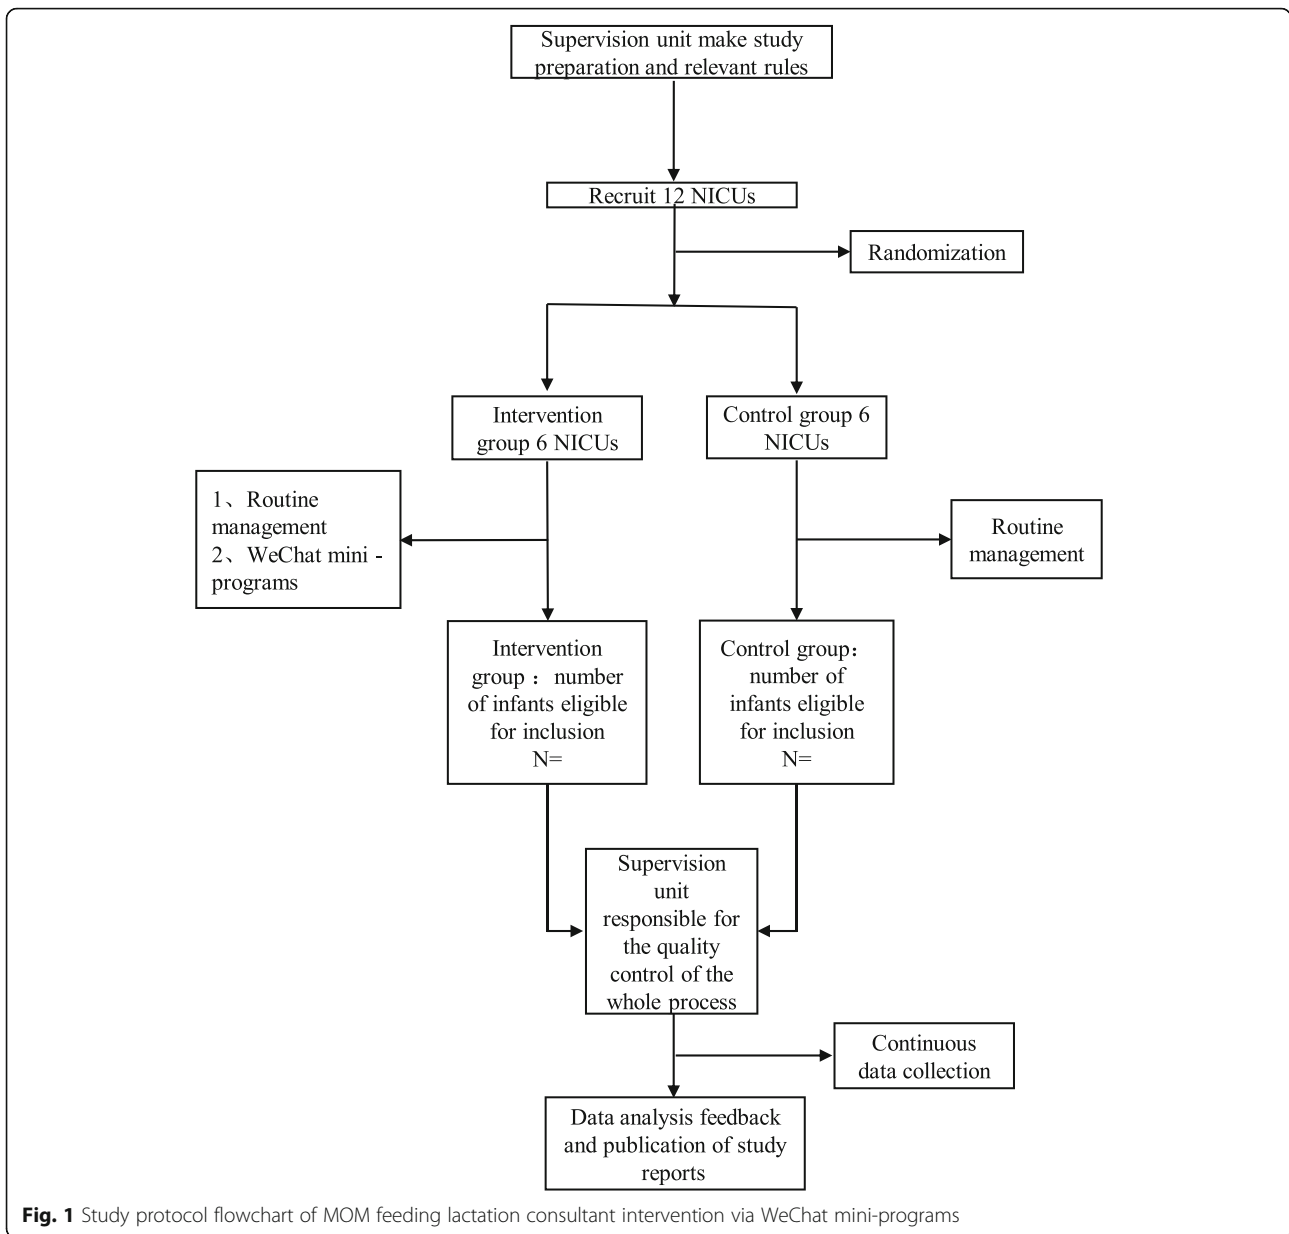 Supervision unit make study
preparation and relevant rules
Recruit 12 NICUs
Randomization
Intervention
group 6 NICUs
Control group 6
NICUs
1、Routine
management
2、WeChat mini -
programs
Routine
management
Intervention
group： number
of infants eligible
for inclusion
N=
Control group：
number of
infants eligible
for inclusion
N=
Supervision
unit
responsible for
the quality
control of the
whole process
Continuous
data collection
Data analysis feedback
and publication of study
reports
Fig. 1 Study protocol flowchart of MOM feeding lactation consultant intervention via WeChat mini-programs